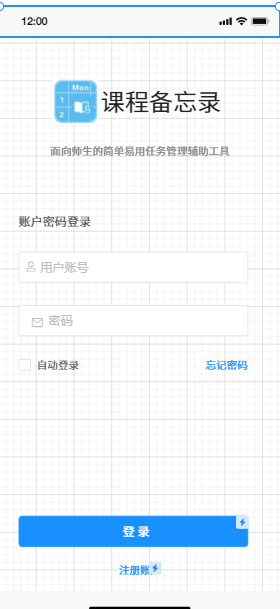 12:00
Mon
1
2
课程备忘录
面向师生的简单易用任务管理辅助工具
账户密码登录
用户账号
密码
自动登录 忘记密码
登录
注册账